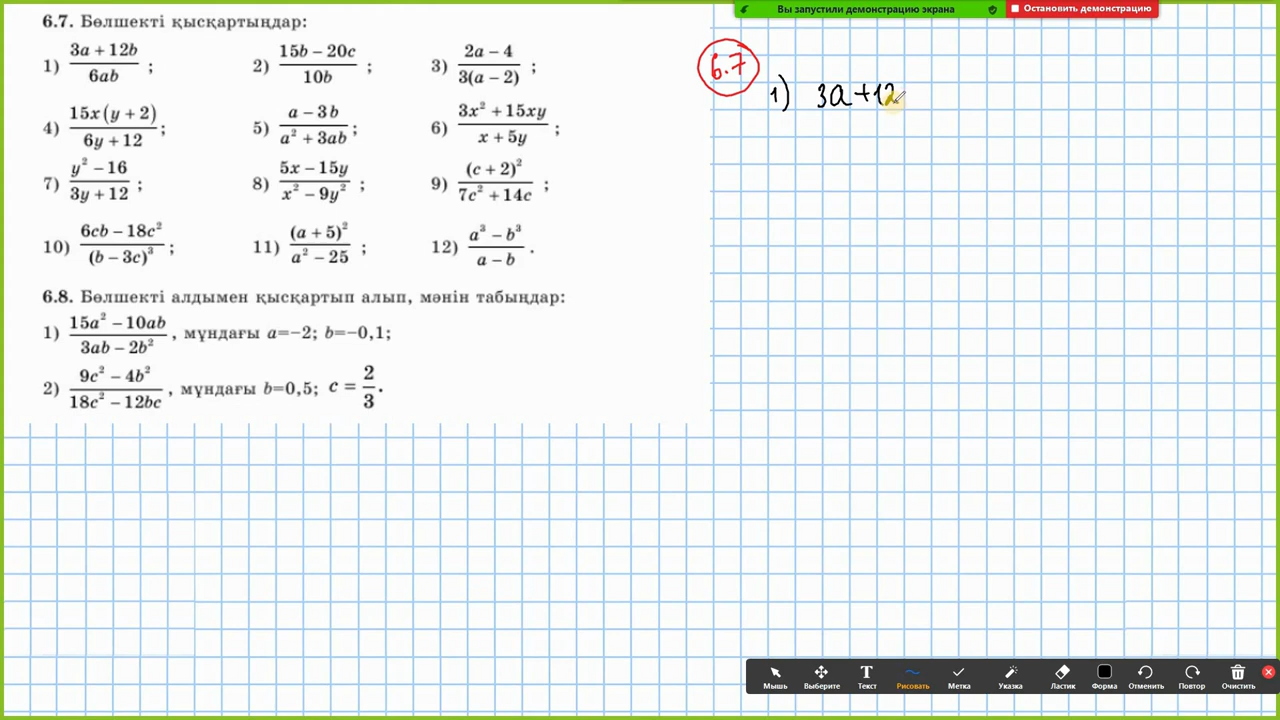 Вы запустили демонстрацию экрана
Остановить демонстрацию
6.7. Бөлшекті қысқартыңдар:
1) (3a + 12b)/(6ab) ; 2) (15b − 20c)/(10b) ; 3) (2a − 4)/(3(a − 2)) ;
4) (15x(y + 2))/(6y + 12) ; 5) (a − 3b)/(a² + 3ab) ; 6) (3x² + 15xy)/(x + 5y) ;
7) (y² − 16)/(3y + 12) ; 8) (5x − 15y)/(x² − 9y²) ; 9) (c + 2)²/(7c² + 14c) ;
10) (6cb − 18c²)/(b − 3c)³ ; 11) (a + 5)²/(a² − 25) ; 12) (a³ − b³)/(a − b) .
6.8. Бөлшекті алдымен қысқартып алып, мәнін табыңдар:
1) (15a² − 10ab)/(3ab − 2b²) , мұндағы a=−2; b=−0,1;
2) (9c² − 4b²)/(18c² − 12bc) , мұндағы b=0,5; c = 2/3.
6.7
1) 3a+12
Мышь Выберите Текст Рисовать Метка Указка Ластик Форма Отменить Повтор Очистить